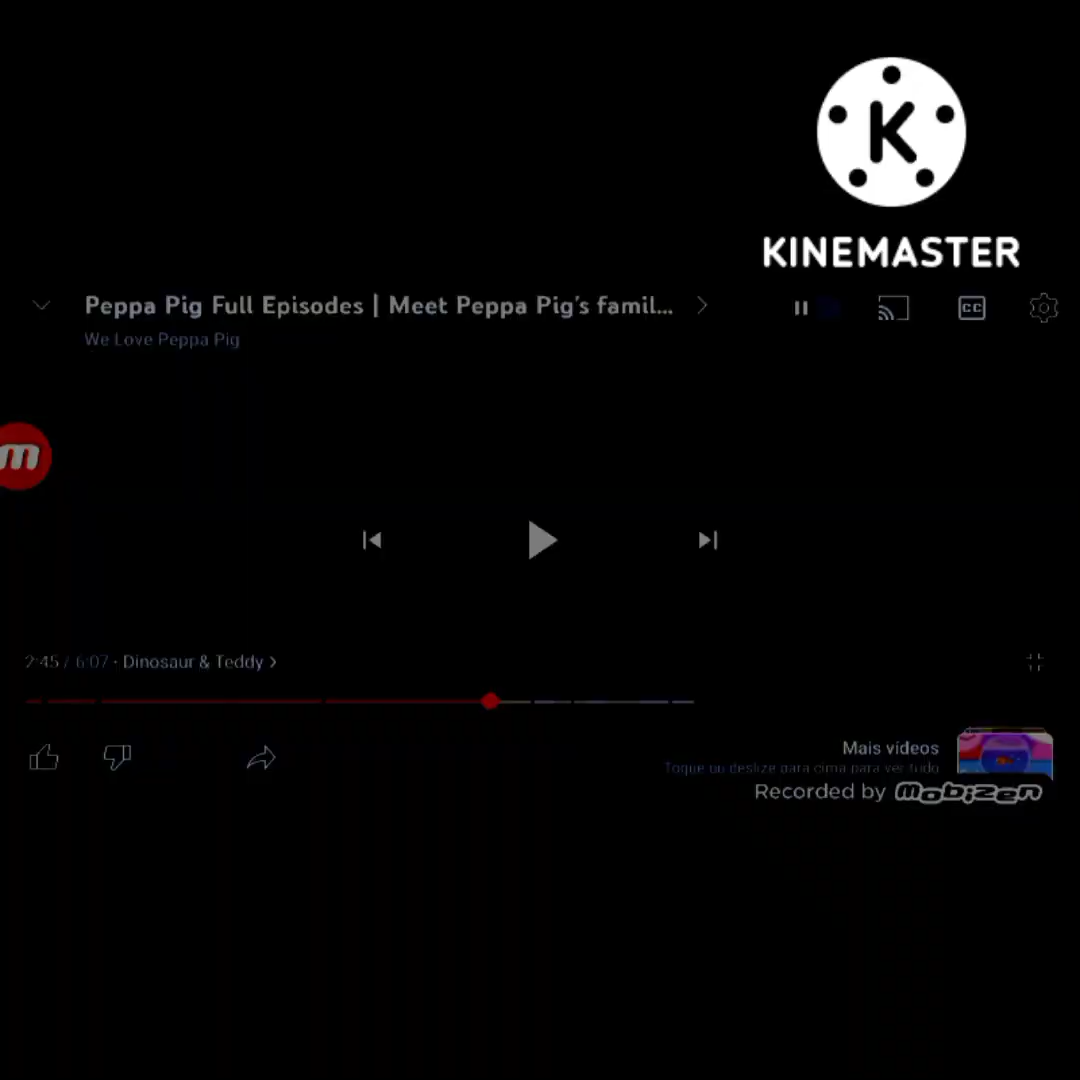 K
KINEMASTER
Peppa Pig Full Episodes | Meet Peppa Pig's famil...
We Love Peppa Pig
CC
m
2:45 / 6:07 · Dinosaur & Teddy >
Mais vídeos
Toque ou deslize para cima para ver tudo
Recorded by mobizen